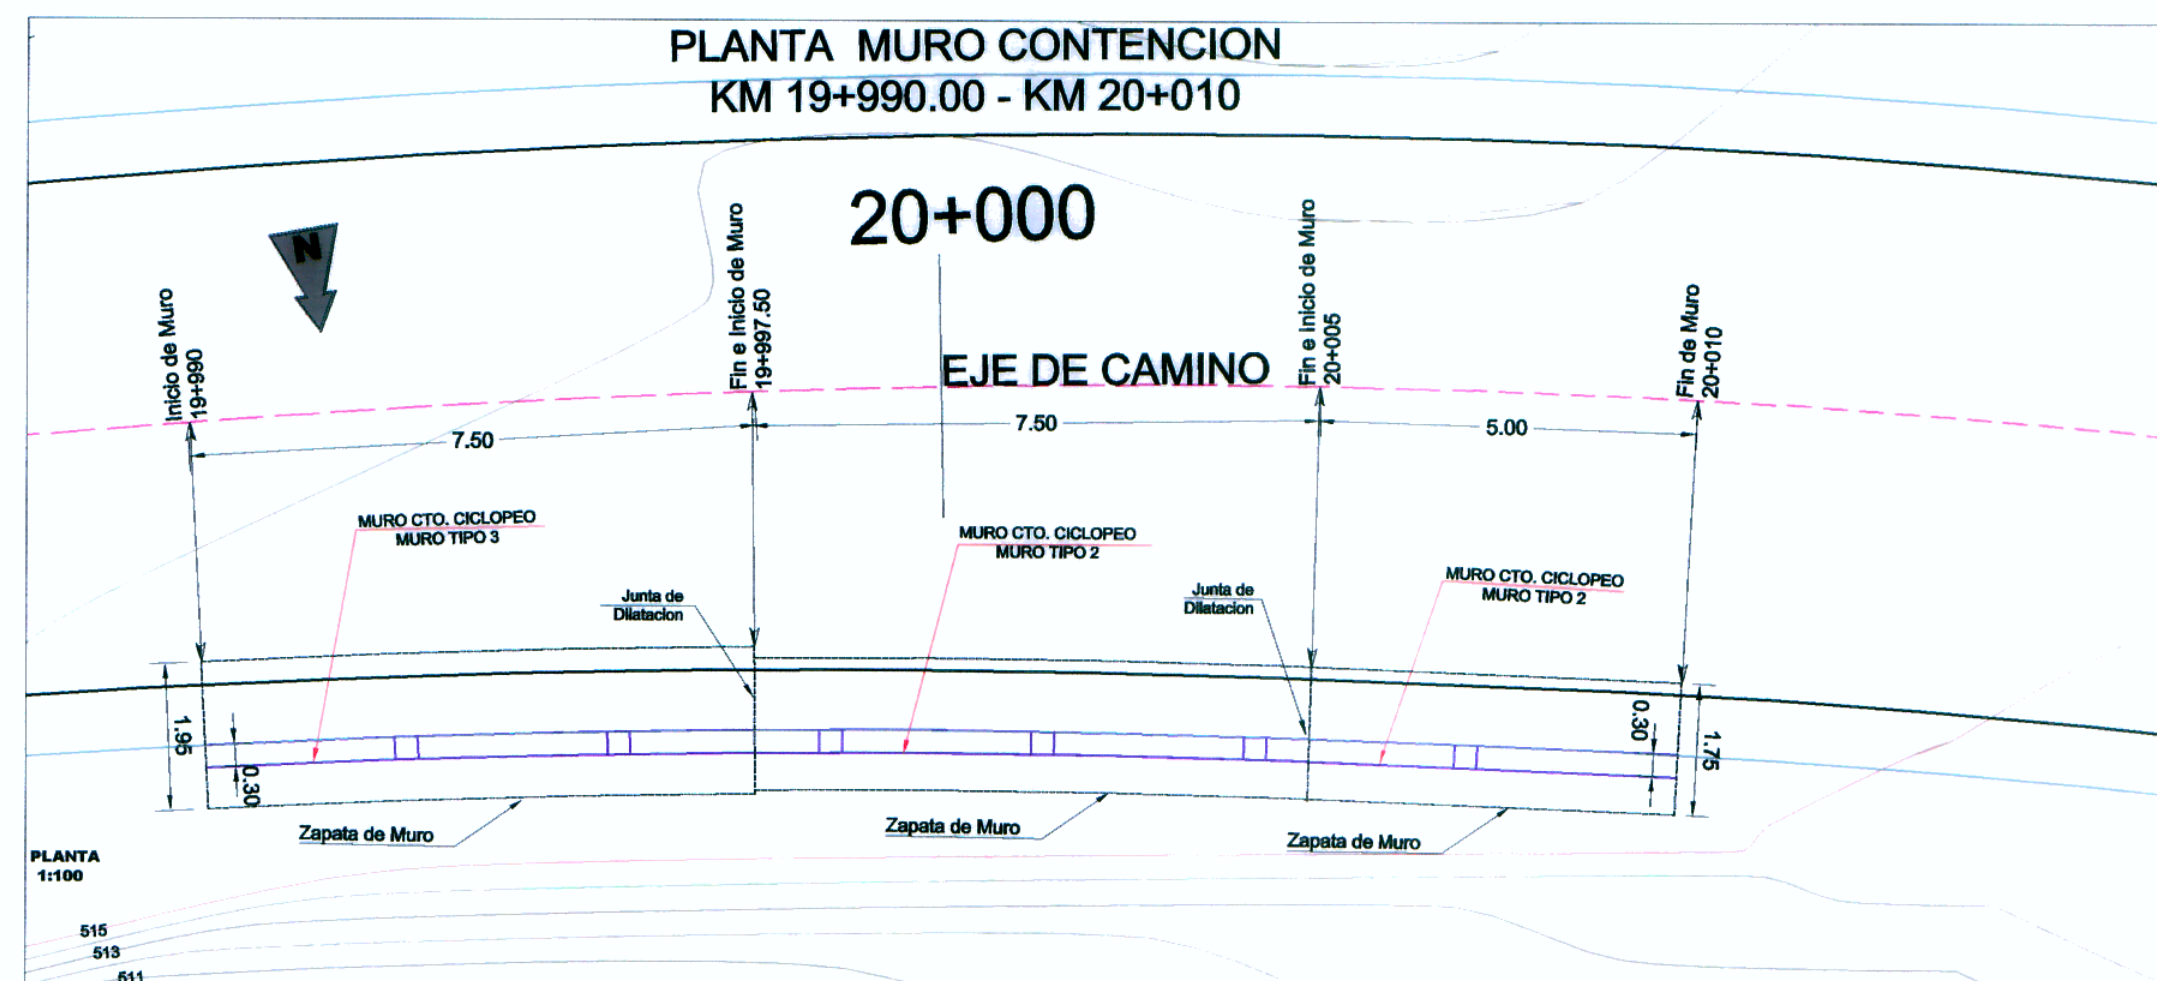 PLANTA MURO CONTENCION
KM 19+990.00 - KM 20+010
20+000
N
Inicio de Muro
19+990
Fin e Inicio de Muro
19+997.50
Fin e Inicio de Muro
20+005
Fin de Muro
20+010
EJE DE CAMINO
7.50
7.50
5.00
MURO CTO. CICLOPEO
MURO TIPO 3
MURO CTO. CICLOPEO
MURO TIPO 2
MURO CTO. CICLOPEO
MURO TIPO 2
Junta de
Dilatacion
Junta de
Dilatacion
1.95
0.30
0.30
1.75
Zapata de Muro
Zapata de Muro
Zapata de Muro
PLANTA
1:100
515
513
511